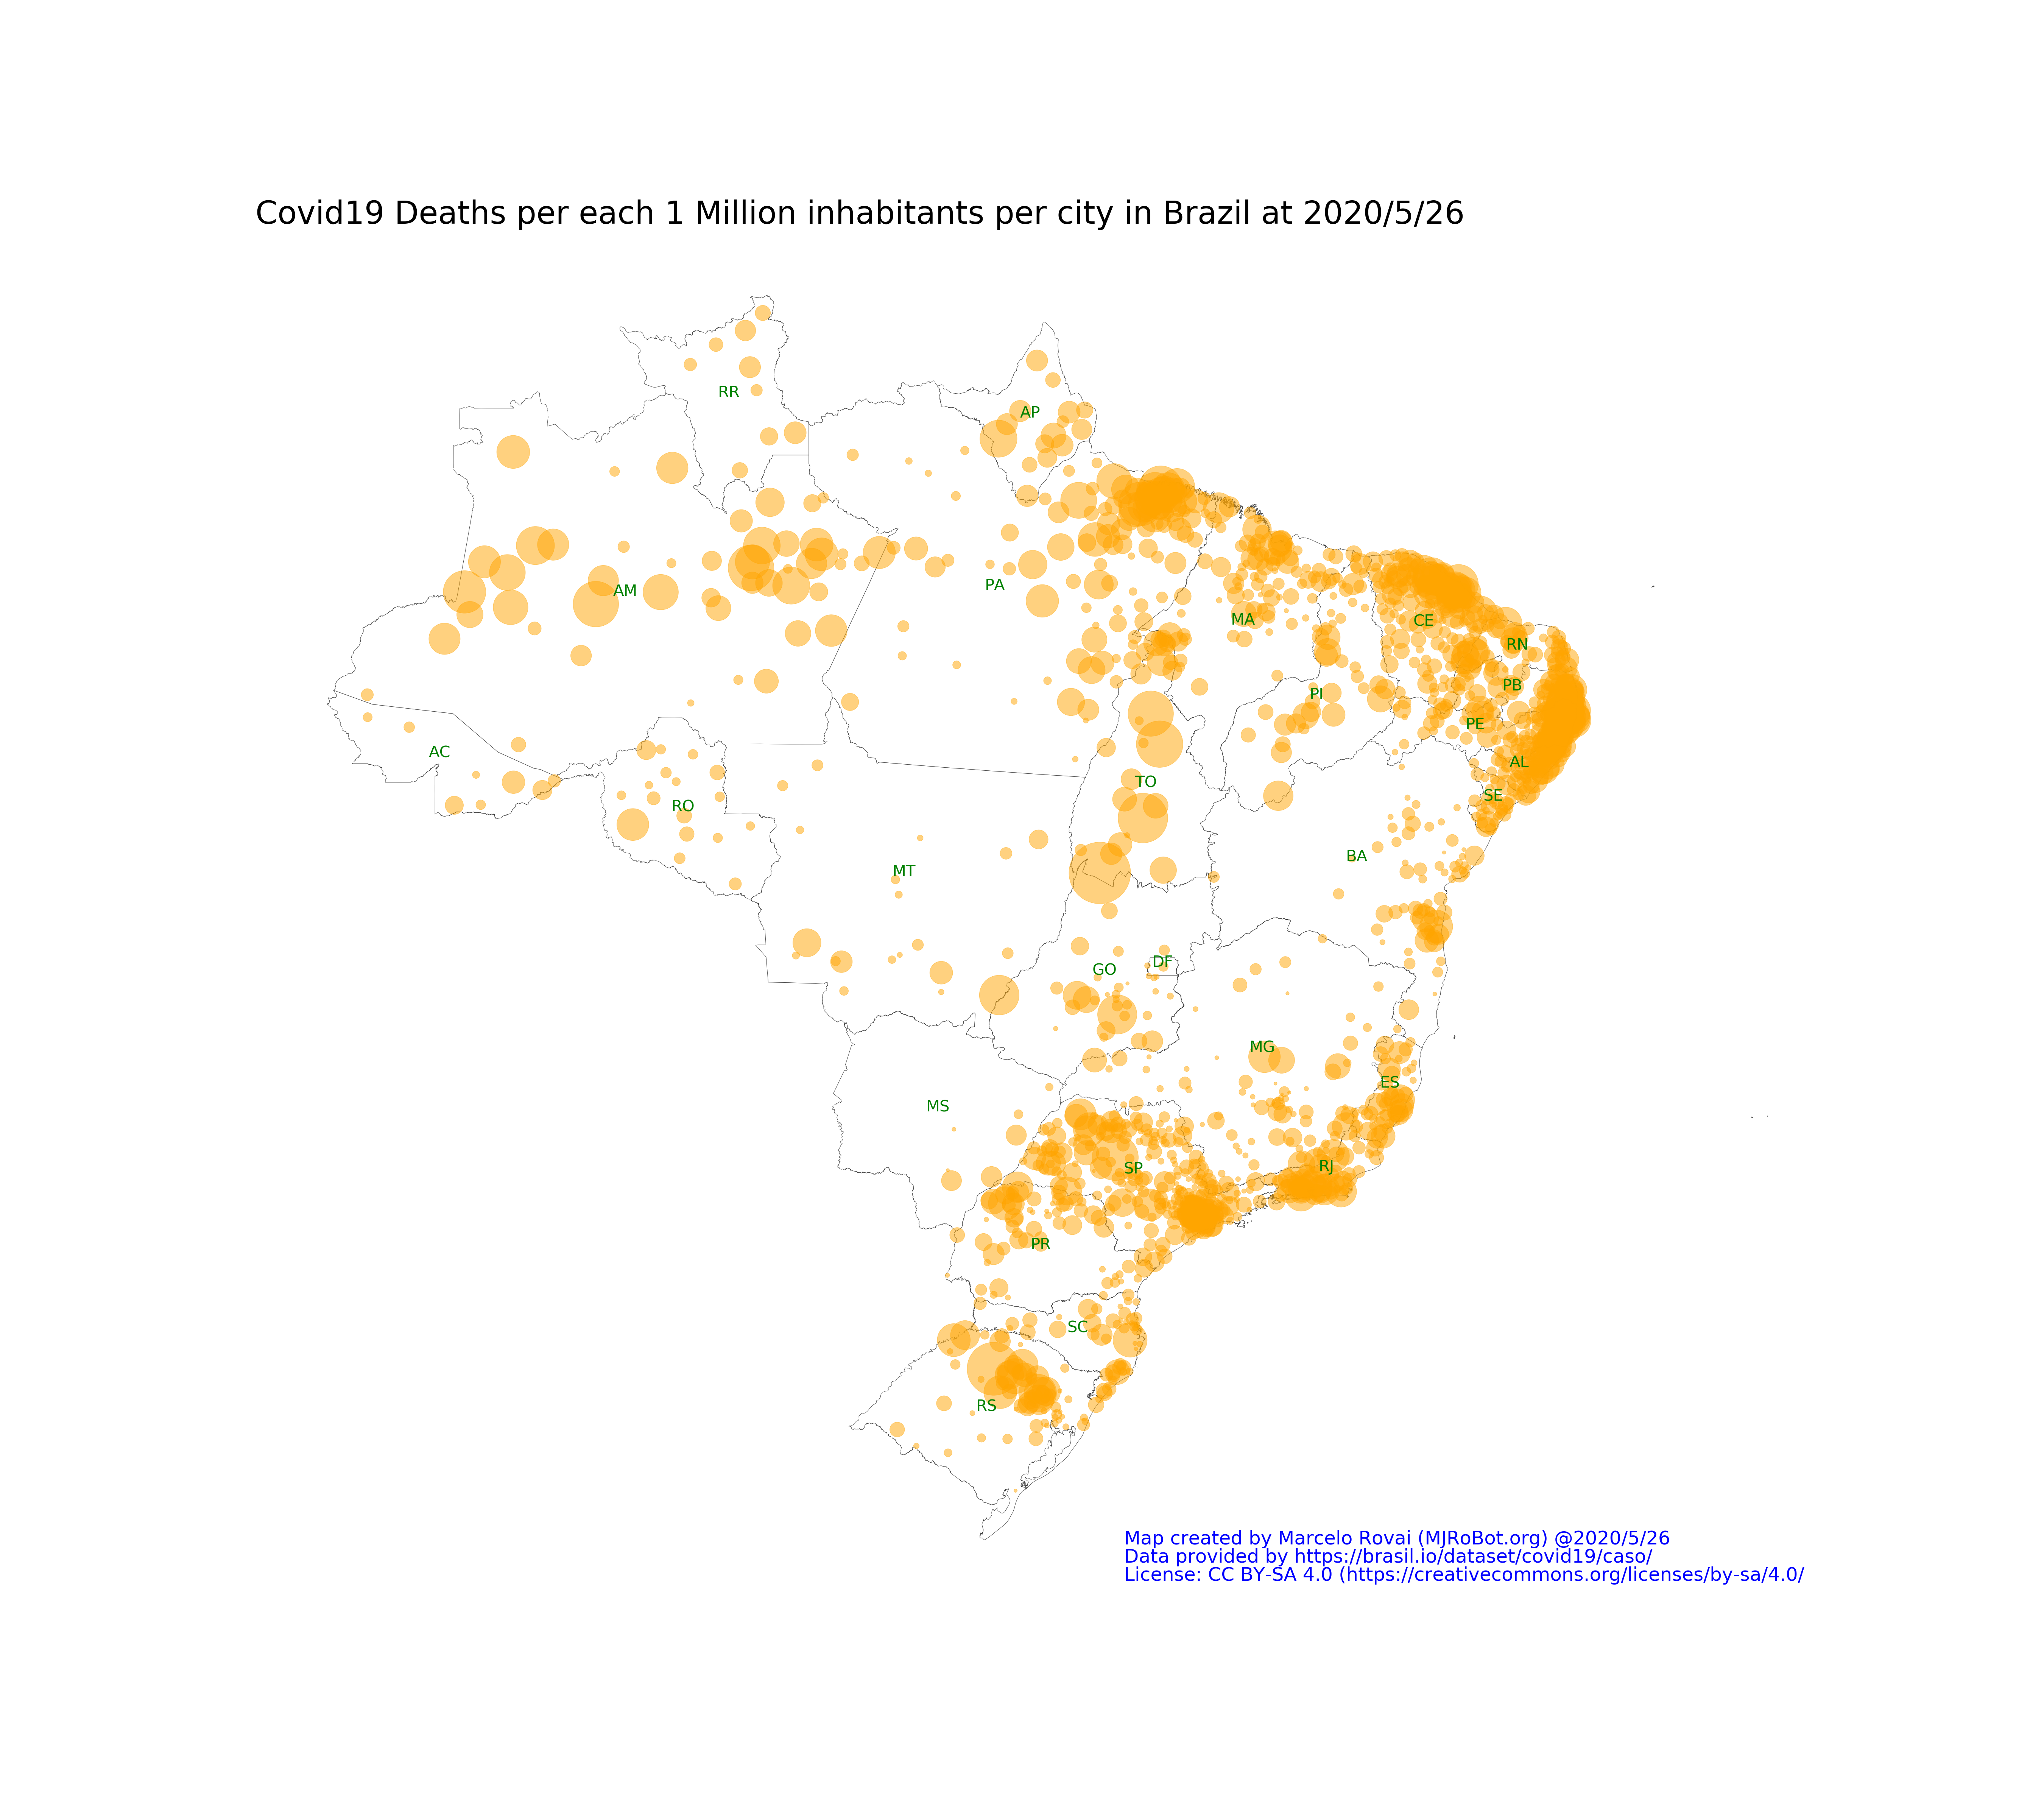 Covid19 Deaths per each 1 Million inhabitants per city in Brazil at 2020/5/26
RR
AP
AM
PA
MA
CE
RN
PB
PI
PE
AC
AL
TO
SE
RO
BA
MT
DF
GO
MG
ES
MS
RJ
SP
PR
SC
RS
Map created by Marcelo Rovai (MJRoBot.org) @2020/5/26
Data provided by https://brasil.io/dataset/covid19/caso/
License: CC BY-SA 4.0 (https://creativecommons.org/licenses/by-sa/4.0/